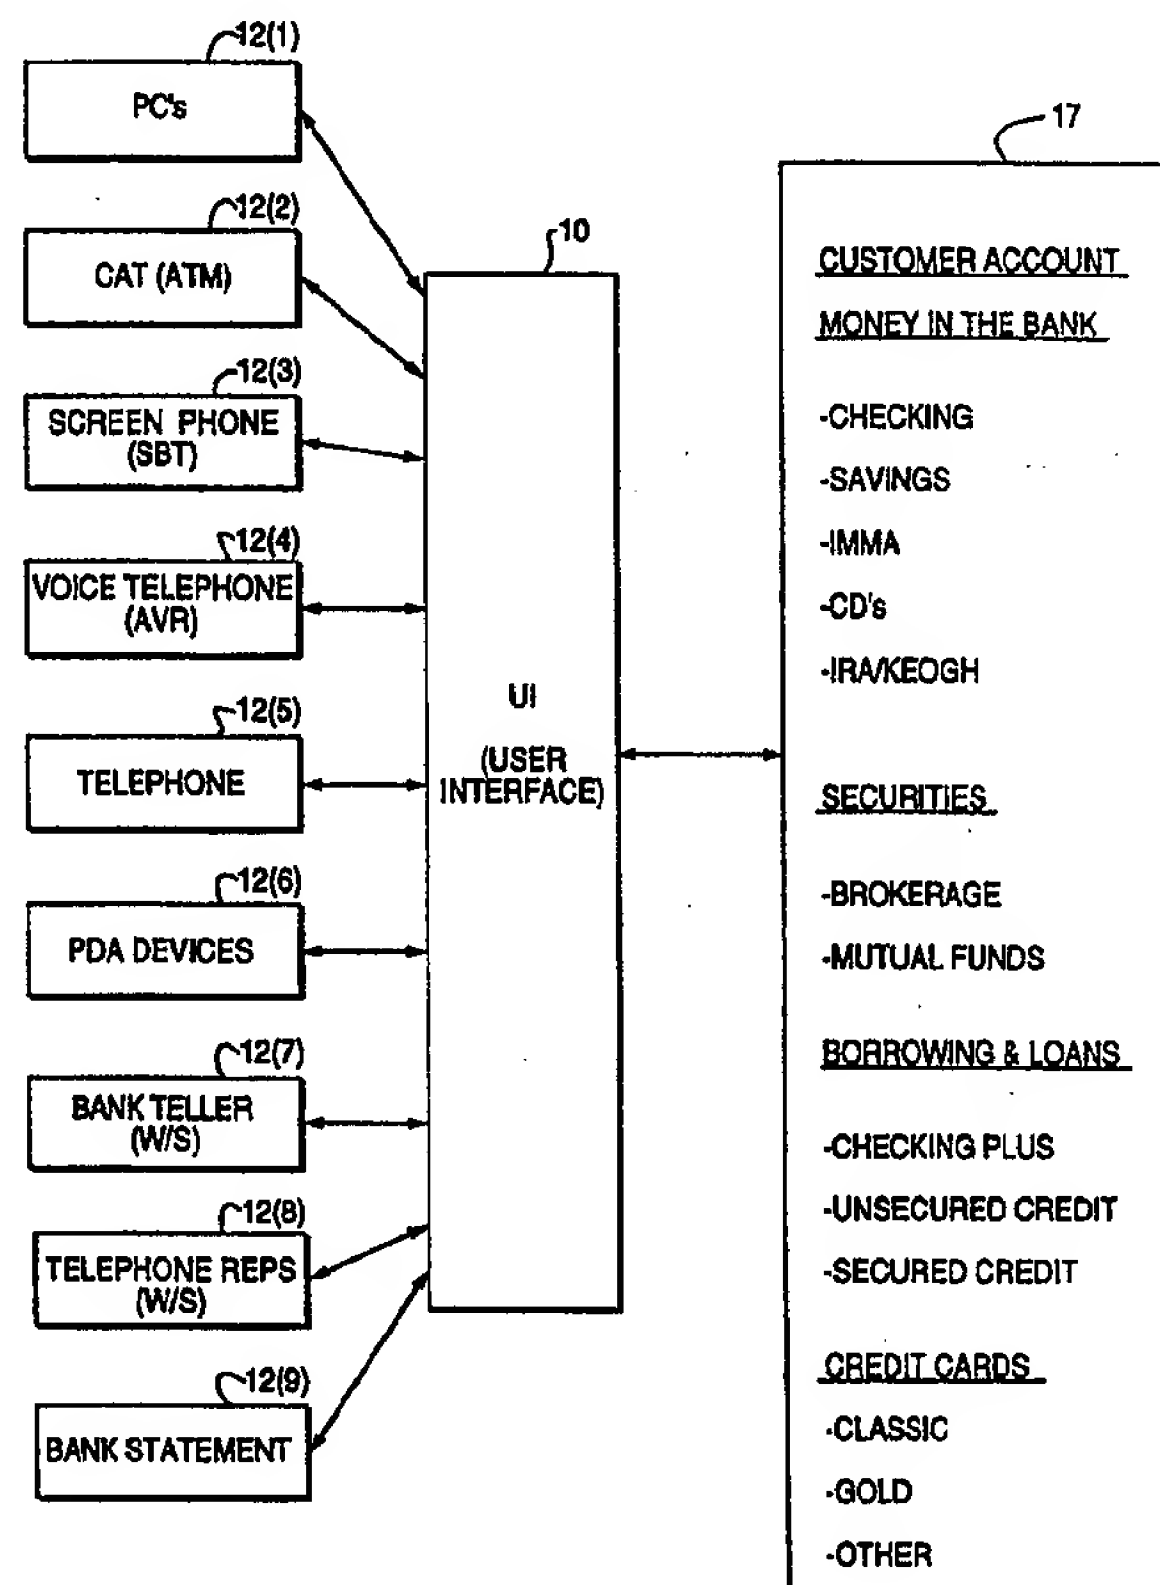 12(1)
PC's
12(2)
CAT (ATM)
12(3)
SCREEN PHONE
(SBT)
12(4)
VOICE TELEPHONE
(AVR)
12(5)
TELEPHONE
12(6)
PDA DEVICES
12(7)
BANK TELLER
(W/S)
12(8)
TELEPHONE REPS
(W/S)
12(9)
BANK STATEMENT
10
UI
(USER
INTERFACE)
17
CUSTOMER ACCOUNT
MONEY IN THE BANK
-CHECKING
-SAVINGS
-IMMA
-CD's
-IRA/KEOGH
SECURITIES
-BROKERAGE
-MUTUAL FUNDS
BORROWING & LOANS
-CHECKING PLUS
-UNSECURED CREDIT
-SECURED CREDIT
CREDIT CARDS
-CLASSIC
-GOLD
-OTHER